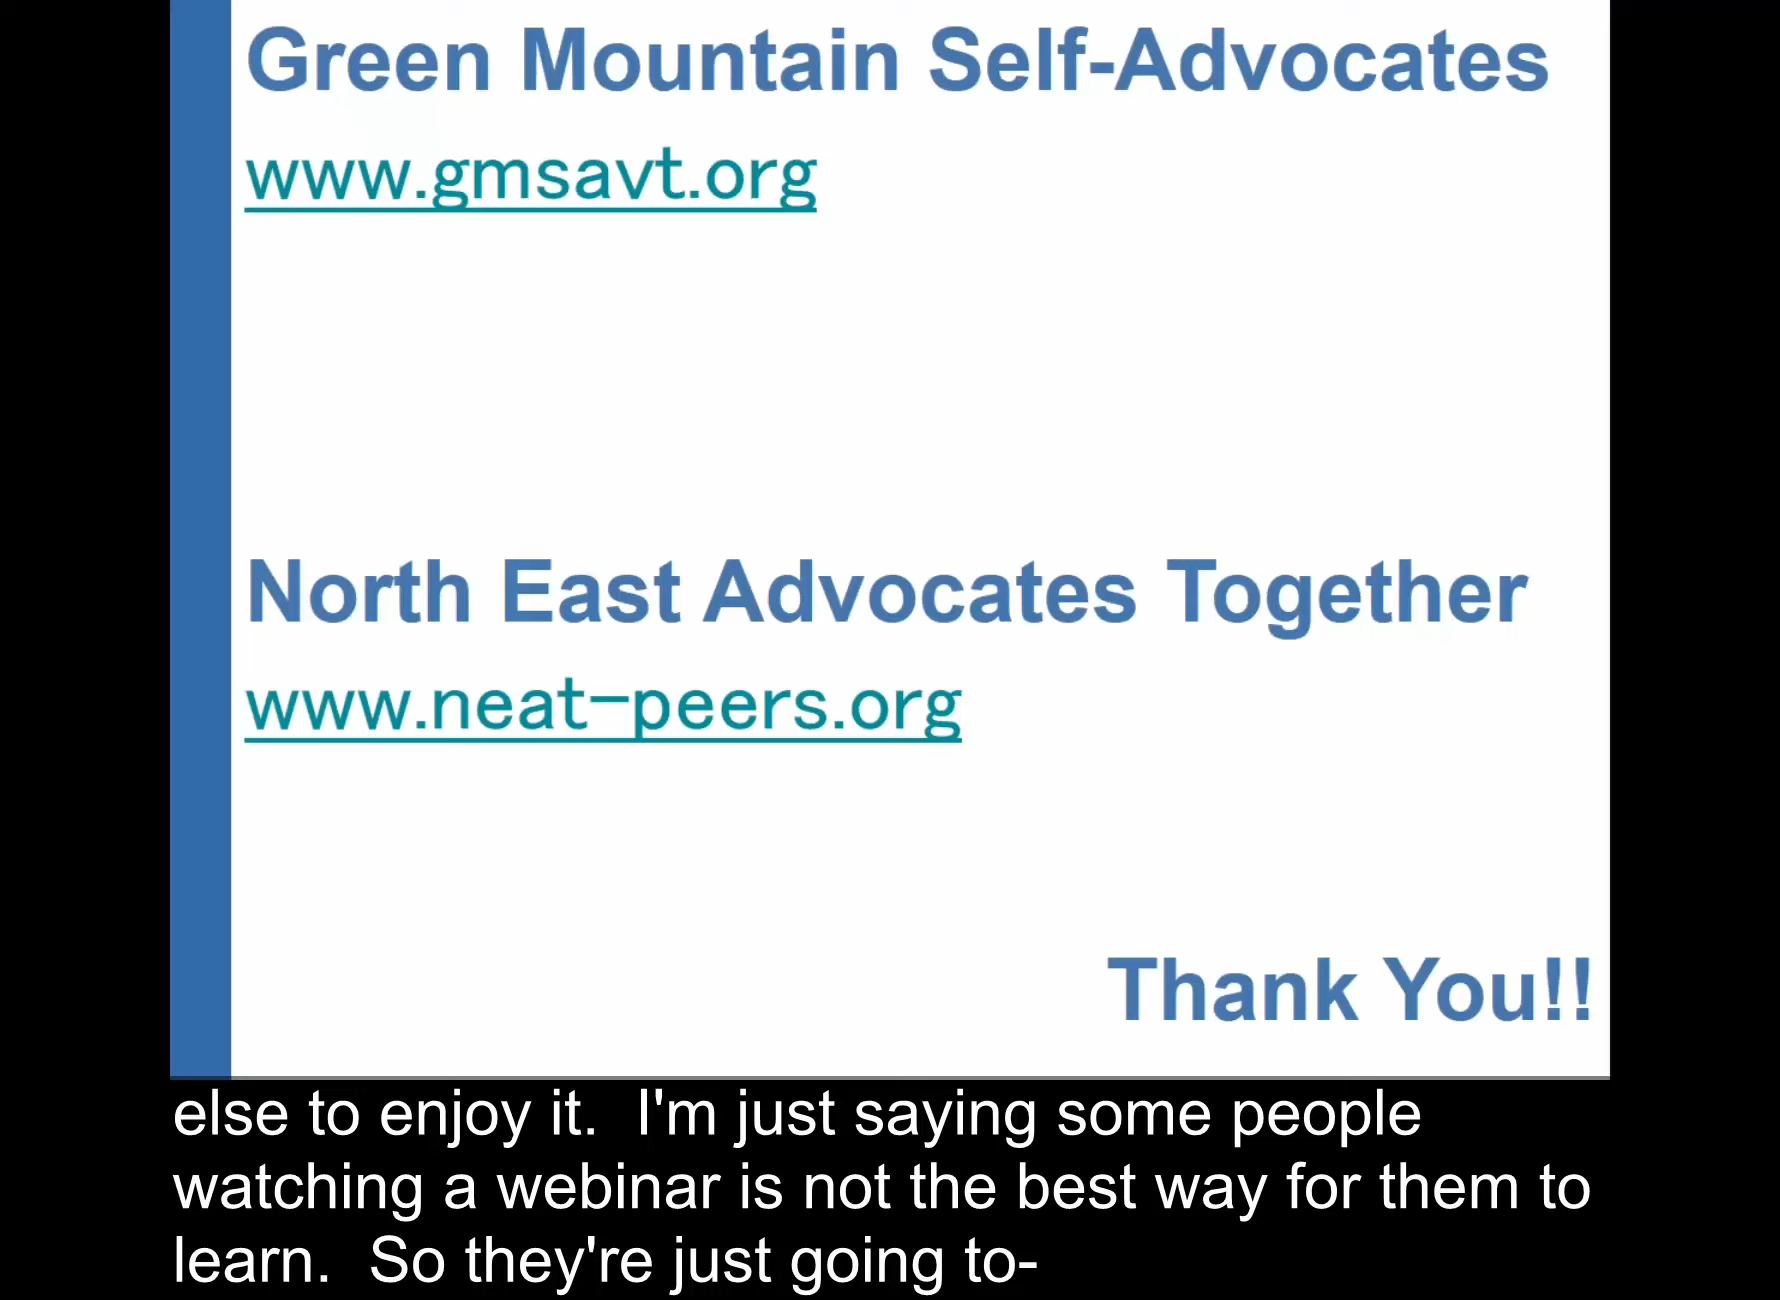 Green Mountain Self-Advocates
www.gmsavt.org
North East Advocates Together
www.neat-peers.org
Thank You!!
else to enjoy it.  I'm just saying some people
watching a webinar is not the best way for them to
learn.  So they're just going to-